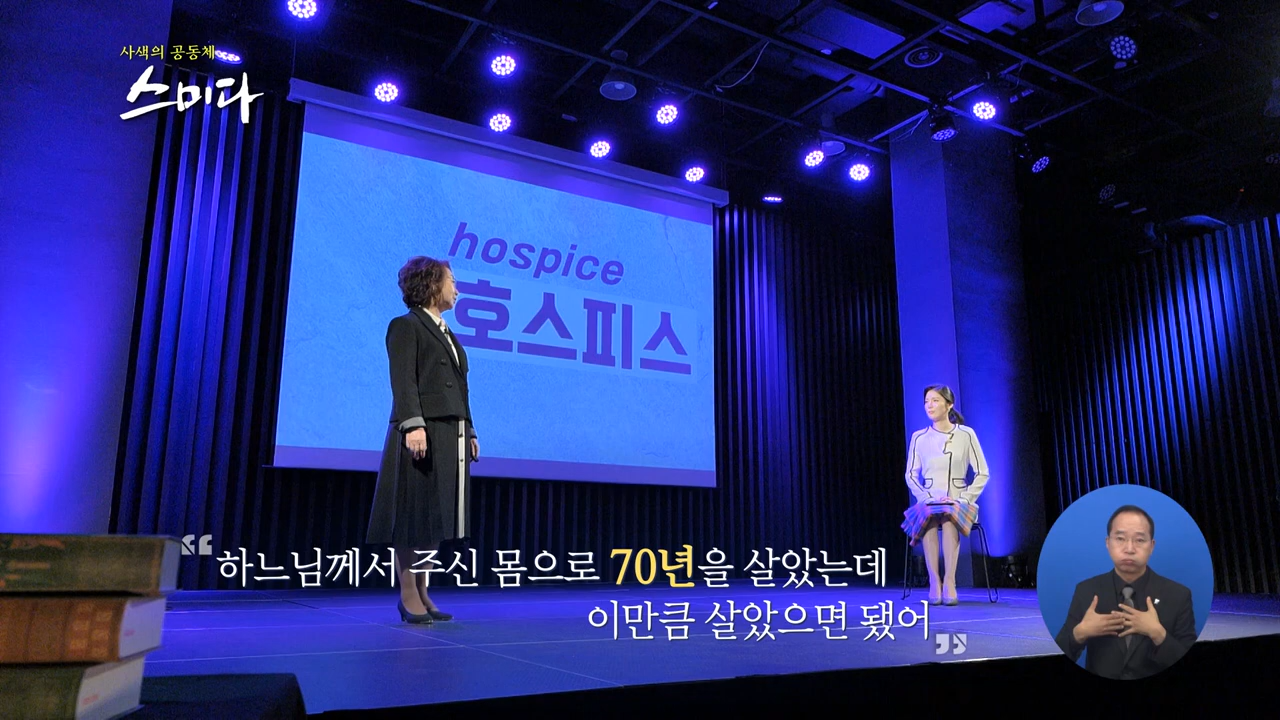 사색의 공동체
스미다
hospice
호스피스
“하느님께서 주신 몸으로 70년을 살았는데
이만큼 살았으면 됐어”